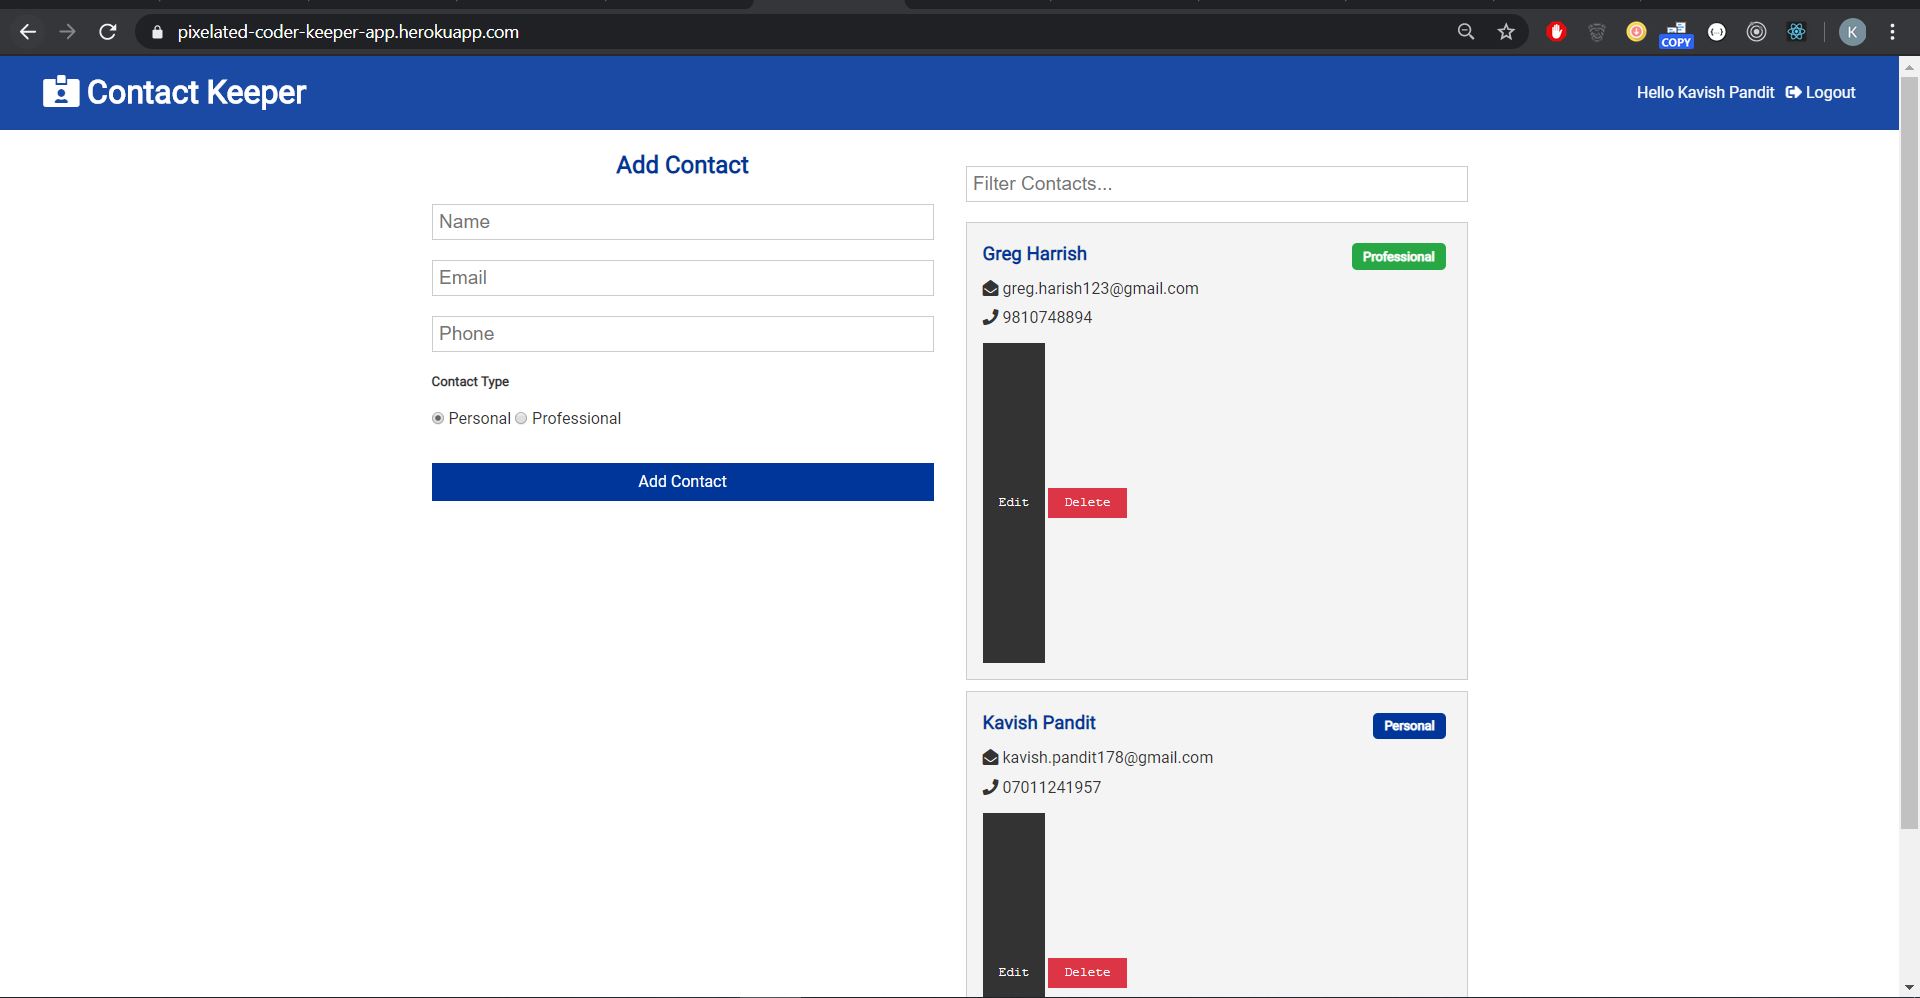 pixelated-coder-keeper-app.herokuapp.com
COPY
K
Contact Keeper
Hello Kavish Pandit Logout
Add Contact
Name
Email
Phone
Contact Type
Personal Professional
Add Contact
Filter Contacts...
Greg Harrish
Professional
greg.harish123@gmail.com
9810748894
Edit Delete
Kavish Pandit
Personal
kavish.pandit178@gmail.com
07011241957
Edit Delete